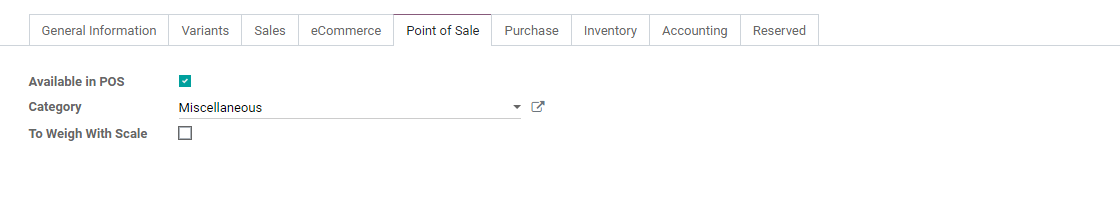 General Information Variants Sales eCommerce Point of Sale Purchase Inventory Accounting Reserved
Available in POS
Category Miscellaneous
To Weigh With Scale